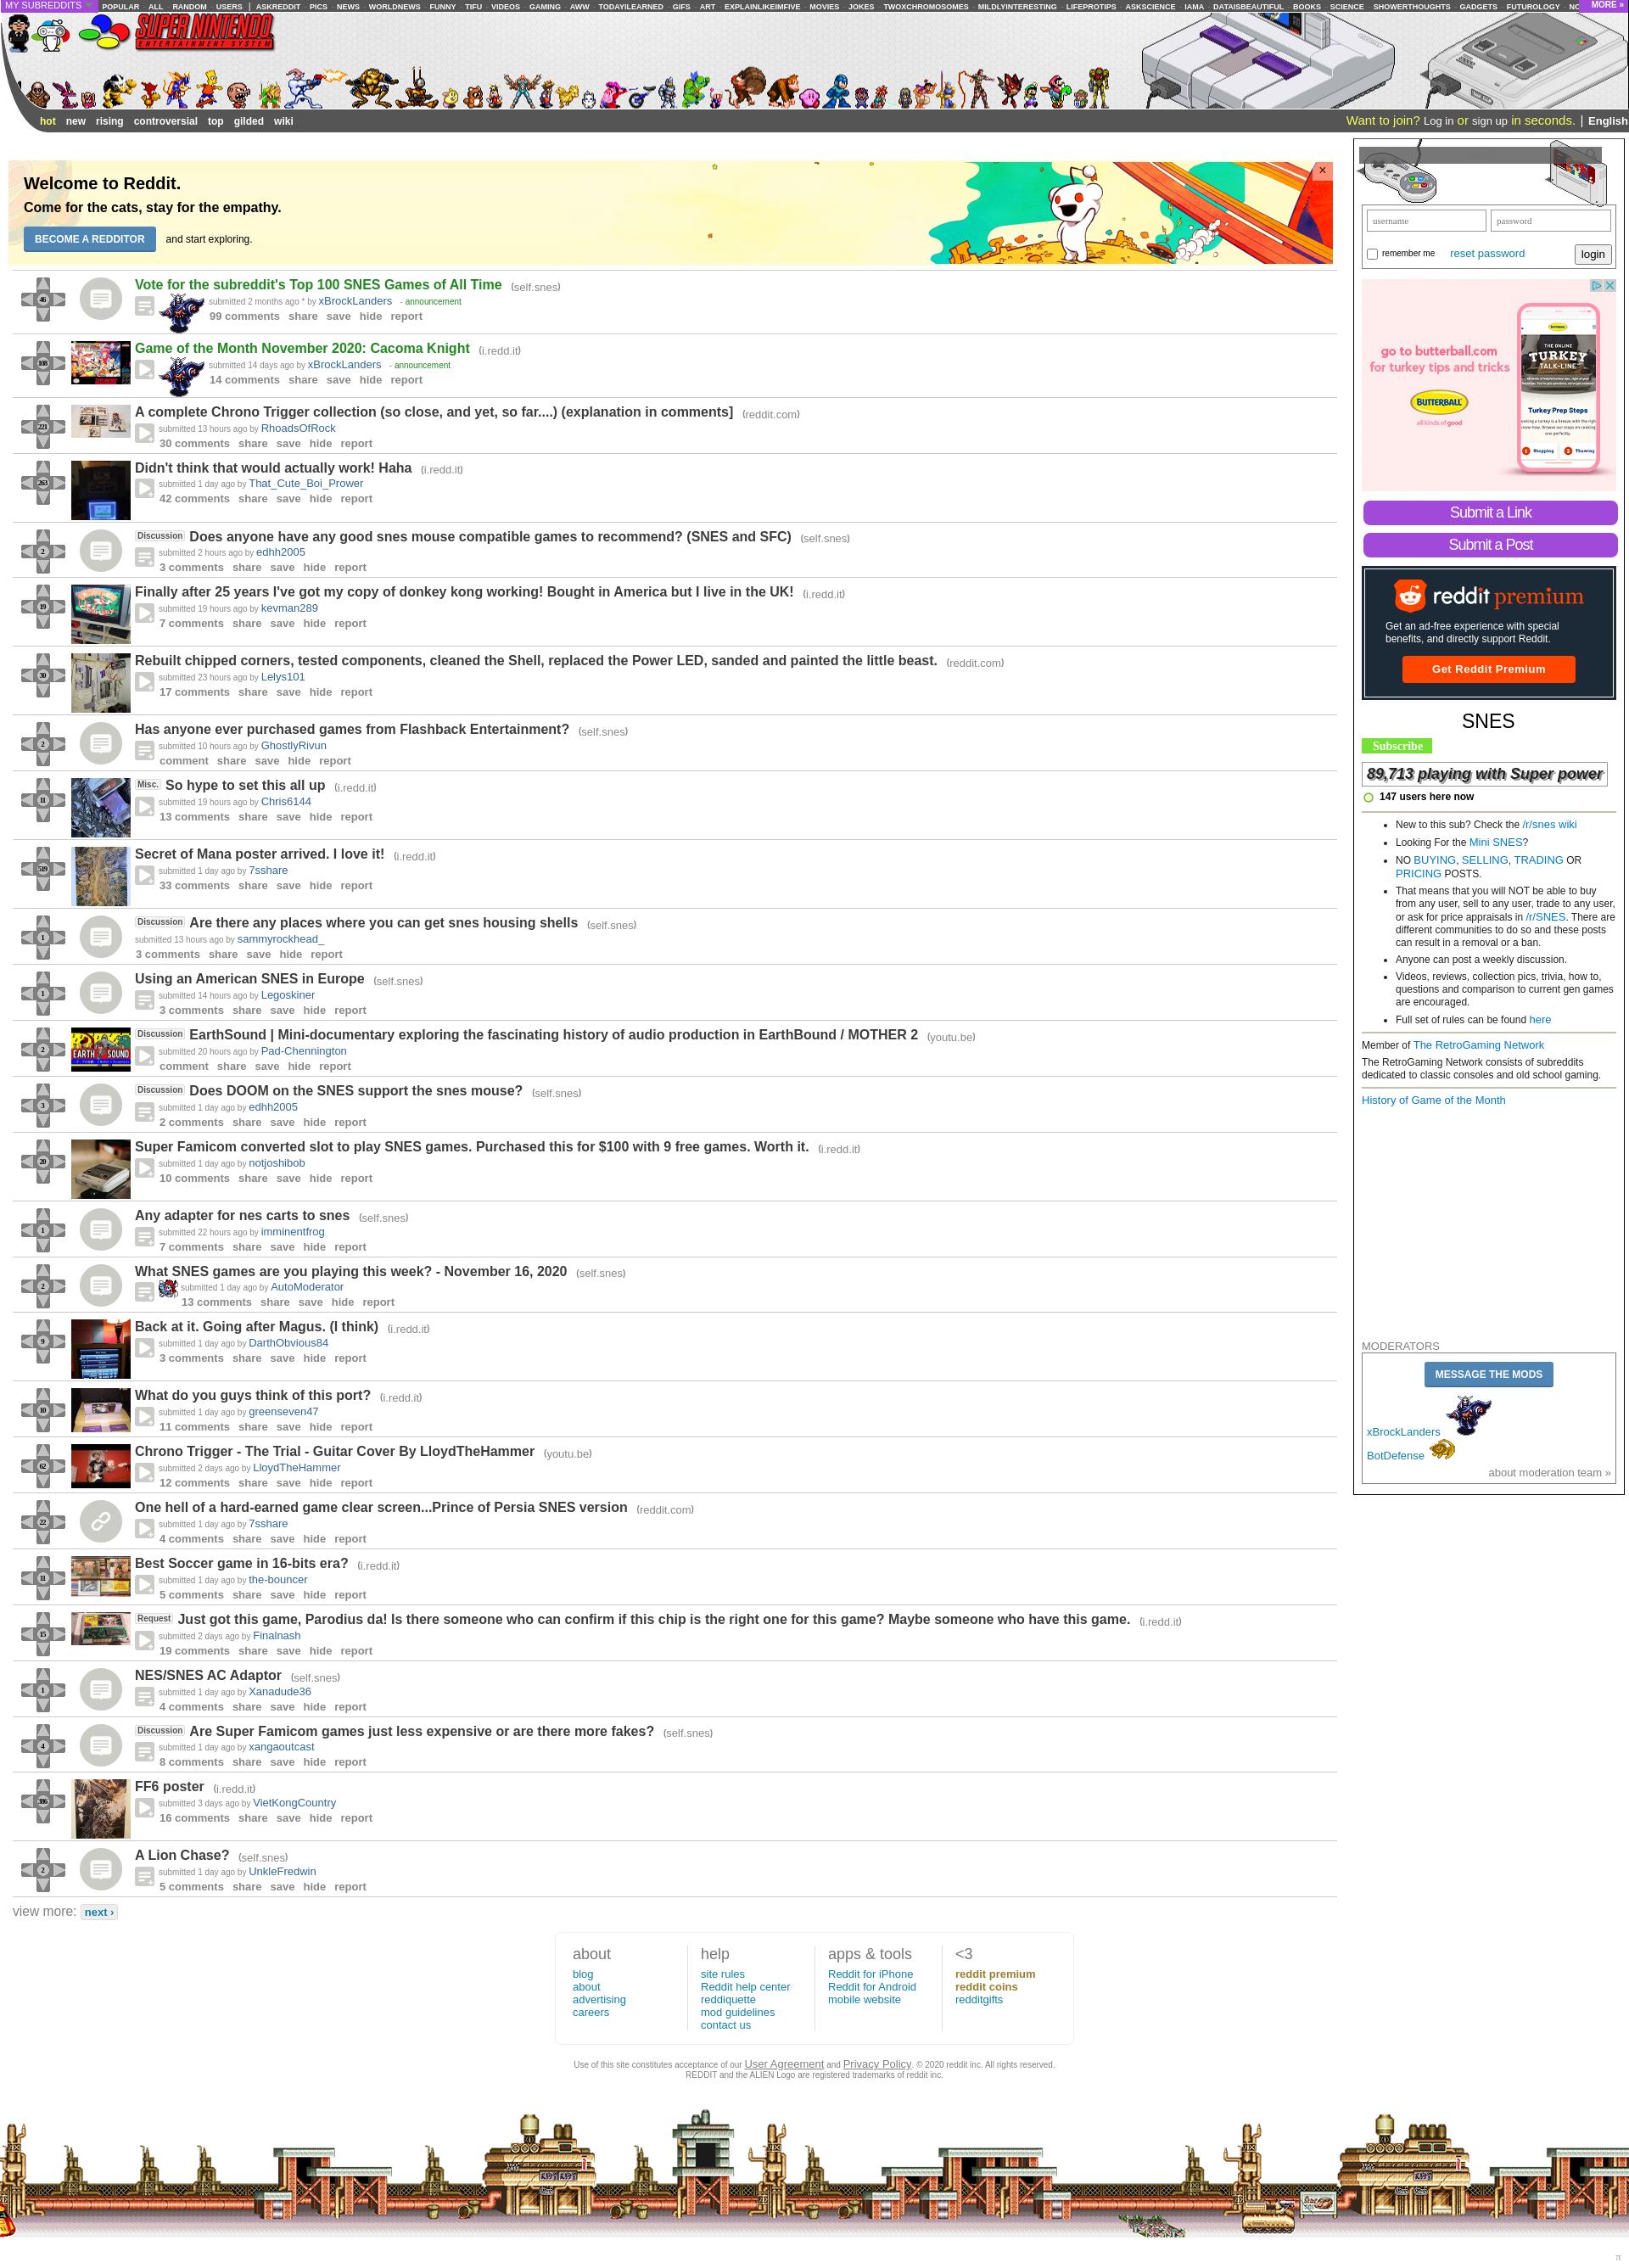 MY SUBREDDITS POPULAR - ALL - RANDOM - USERS | ASKREDDIT - PICS - NEWS - WORLDNEWS - FUNNY - TIFU - VIDEOS - GAMING - AWW - TODAYILEARNED - GIFS - ART - EXPLAINLIKEIMFIVE - MOVIES - JOKES - TWOXCHROMOSOMES - MILDLYINTERESTING - LIFEPROTIPS - ASKSCIENCE - IAMA - DATAISBEAUTIFUL - BOOKS - SCIENCE - SHOWERTHOUGHTS - GADGETS - FUTUROLOGY - NO MORE »
SUPER NINTENDO
ENTERTAINMENT SYSTEM
hot new rising controversial top gilded wiki
Want to join? Log in or sign up in seconds. | English
Welcome to Reddit.
Come for the cats, stay for the empathy.
BECOME A REDDITOR and start exploring.
46
Vote for the subreddit's Top 100 SNES Games of All Time (self.snes)
submitted 2 months ago * by xBrockLanders - announcement
99 comments share save hide report
108
Game of the Month November 2020: Cacoma Knight (i.redd.it)
submitted 14 days ago by xBrockLanders - announcement
14 comments share save hide report
221
A complete Chrono Trigger collection (so close, and yet, so far....) (explanation in comments] (reddit.com)
submitted 13 hours ago by RhoadsOfRock
30 comments share save hide report
263
Didn't think that would actually work! Haha (i.redd.it)
submitted 1 day ago by That_Cute_Boi_Prower
42 comments share save hide report
2
Discussion Does anyone have any good snes mouse compatible games to recommend? (SNES and SFC) (self.snes)
submitted 2 hours ago by edhh2005
3 comments share save hide report
19
Finally after 25 years I've got my copy of donkey kong working! Bought in America but I live in the UK! (i.redd.it)
submitted 19 hours ago by kevman289
7 comments share save hide report
30
Rebuilt chipped corners, tested components, cleaned the Shell, replaced the Power LED, sanded and painted the little beast. (reddit.com)
submitted 23 hours ago by Lelys101
17 comments share save hide report
2
Has anyone ever purchased games from Flashback Entertainment? (self.snes)
submitted 10 hours ago by GhostlyRivun
comment share save hide report
11
Misc. So hype to set this all up (i.redd.it)
submitted 19 hours ago by Chris6144
13 comments share save hide report
519
Secret of Mana poster arrived. I love it! (i.redd.it)
submitted 1 day ago by 7sshare
33 comments share save hide report
1
Discussion Are there any places where you can get snes housing shells (self.snes)
submitted 13 hours ago by sammyrockhead_
3 comments share save hide report
1
Using an American SNES in Europe (self.snes)
submitted 14 hours ago by Legoskiner
3 comments share save hide report
2
EARTH SOUND
Discussion EarthSound | Mini-documentary exploring the fascinating history of audio production in EarthBound / MOTHER 2 (youtu.be)
submitted 20 hours ago by Pad-Chennington
comment share save hide report
3
Discussion Does DOOM on the SNES support the snes mouse? (self.snes)
submitted 1 day ago by edhh2005
2 comments share save hide report
20
Super Famicom converted slot to play SNES games. Purchased this for $100 with 9 free games. Worth it. (i.redd.it)
submitted 1 day ago by notjoshibob
10 comments share save hide report
1
Any adapter for nes carts to snes (self.snes)
submitted 22 hours ago by imminentfrog
7 comments share save hide report
2
What SNES games are you playing this week? - November 16, 2020 (self.snes)
submitted 1 day ago by AutoModerator
13 comments share save hide report
9
Back at it. Going after Magus. (I think) (i.redd.it)
submitted 1 day ago by DarthObvious84
3 comments share save hide report
10
What do you guys think of this port? (i.redd.it)
submitted 1 day ago by greenseven47
11 comments share save hide report
62
Chrono Trigger - The Trial - Guitar Cover By LloydTheHammer (youtu.be)
submitted 2 days ago by LloydTheHammer
12 comments share save hide report
22
One hell of a hard-earned game clear screen...Prince of Persia SNES version (reddit.com)
submitted 1 day ago by 7sshare
4 comments share save hide report
11
Best Soccer game in 16-bits era? (i.redd.it)
submitted 1 day ago by the-bouncer
5 comments share save hide report
15
Request Just got this game, Parodius da! Is there someone who can confirm if this chip is the right one for this game? Maybe someone who have this game. (i.redd.it)
submitted 2 days ago by Finalnash
19 comments share save hide report
1
NES/SNES AC Adaptor (self.snes)
submitted 1 day ago by Xanadude36
4 comments share save hide report
4
Discussion Are Super Famicom games just less expensive or are there more fakes? (self.snes)
submitted 1 day ago by xangaoutcast
8 comments share save hide report
FF6 poster (i.redd.it)
submitted 3 days ago by VietKongCountry
16 comments share save hide report
2
A Lion Chase? (self.snes)
submitted 1 day ago by UnkleFredwin
5 comments share save hide report
view more: next ›
username password
remember me reset password login
go to butterball.com
for turkey tips and tricks
BUTTERBALL
all kinds of good
THE ONLINE
TURKEY
TALK-LINE
Turkey Prep Steps
1 Shopping 2 Thawing
Submit a Link
Submit a Post
reddit premium
Get an ad-free experience with special
benefits, and directly support Reddit.
Get Reddit Premium
SNES
Subscribe
89,713 playing with Super power
147 users here now
New to this sub? Check the /r/snes wiki
Looking For the Mini SNES?
NO BUYING, SELLING, TRADING OR
PRICING POSTS.
That means that you will NOT be able to buy
from any user, sell to any user, trade to any user,
or ask for price appraisals in /r/SNES. There are
different communities to do so and these posts
can result in a removal or a ban.
Anyone can post a weekly discussion.
Videos, reviews, collection pics, trivia, how to,
questions and comparison to current gen games
are encouraged.
Full set of rules can be found here
Member of The RetroGaming Network
The RetroGaming Network consists of subreddits
dedicated to classic consoles and old school gaming.
History of Game of the Month
MODERATORS
MESSAGE THE MODS
xBrockLanders
BotDefense
about moderation team »
about
blog
about
advertising
careers
help
site rules
Reddit help center
reddiquette
mod guidelines
contact us
apps & tools
Reddit for iPhone
Reddit for Android
mobile website
<3
reddit premium
reddit coins
redditgifts
Use of this site constitutes acceptance of our User Agreement and Privacy Policy. © 2020 reddit inc. All rights reserved.
REDDIT and the ALIEN Logo are registered trademarks of reddit inc.
π